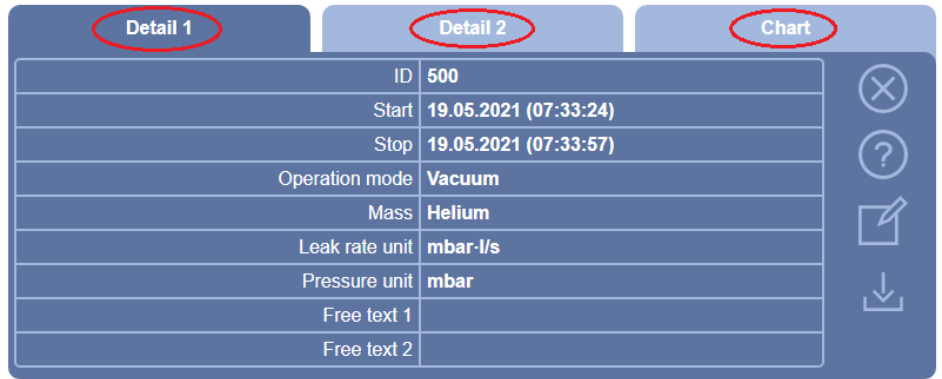 Detail 1 Detail 2 Chart
ID 500
Start 19.05.2021 (07:33:24)
Stop 19.05.2021 (07:33:57)
Operation mode Vacuum
Mass Helium
Leak rate unit mbar·l/s
Pressure unit mbar
Free text 1
Free text 2
?